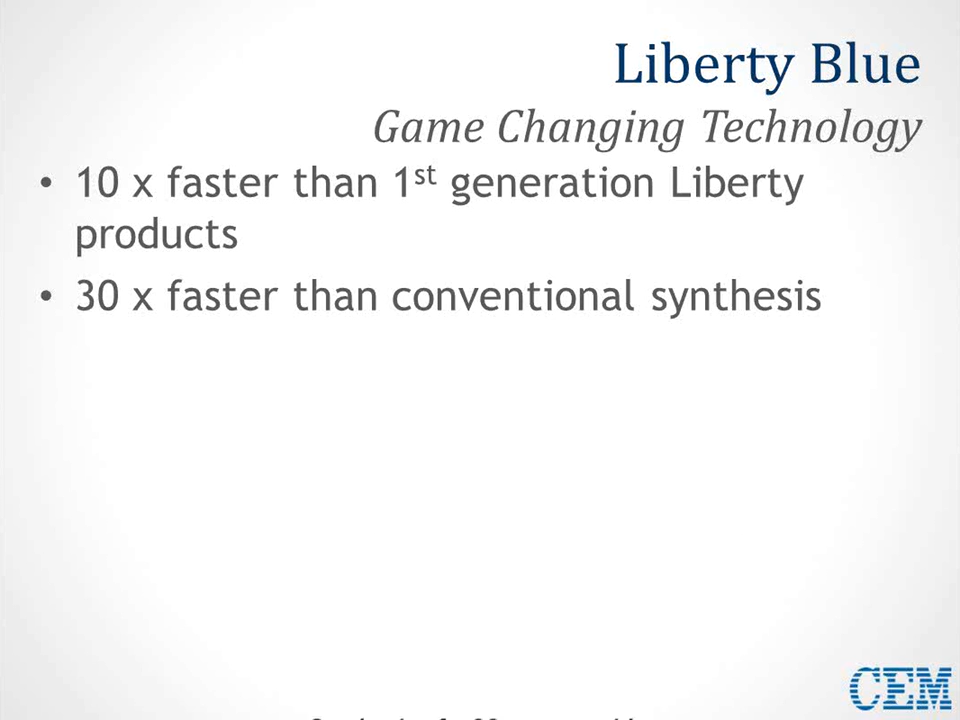 Liberty Blue
Game Changing Technology
• 10 x faster than 1st generation Liberty
products
• 30 x faster than conventional synthesis
CEM